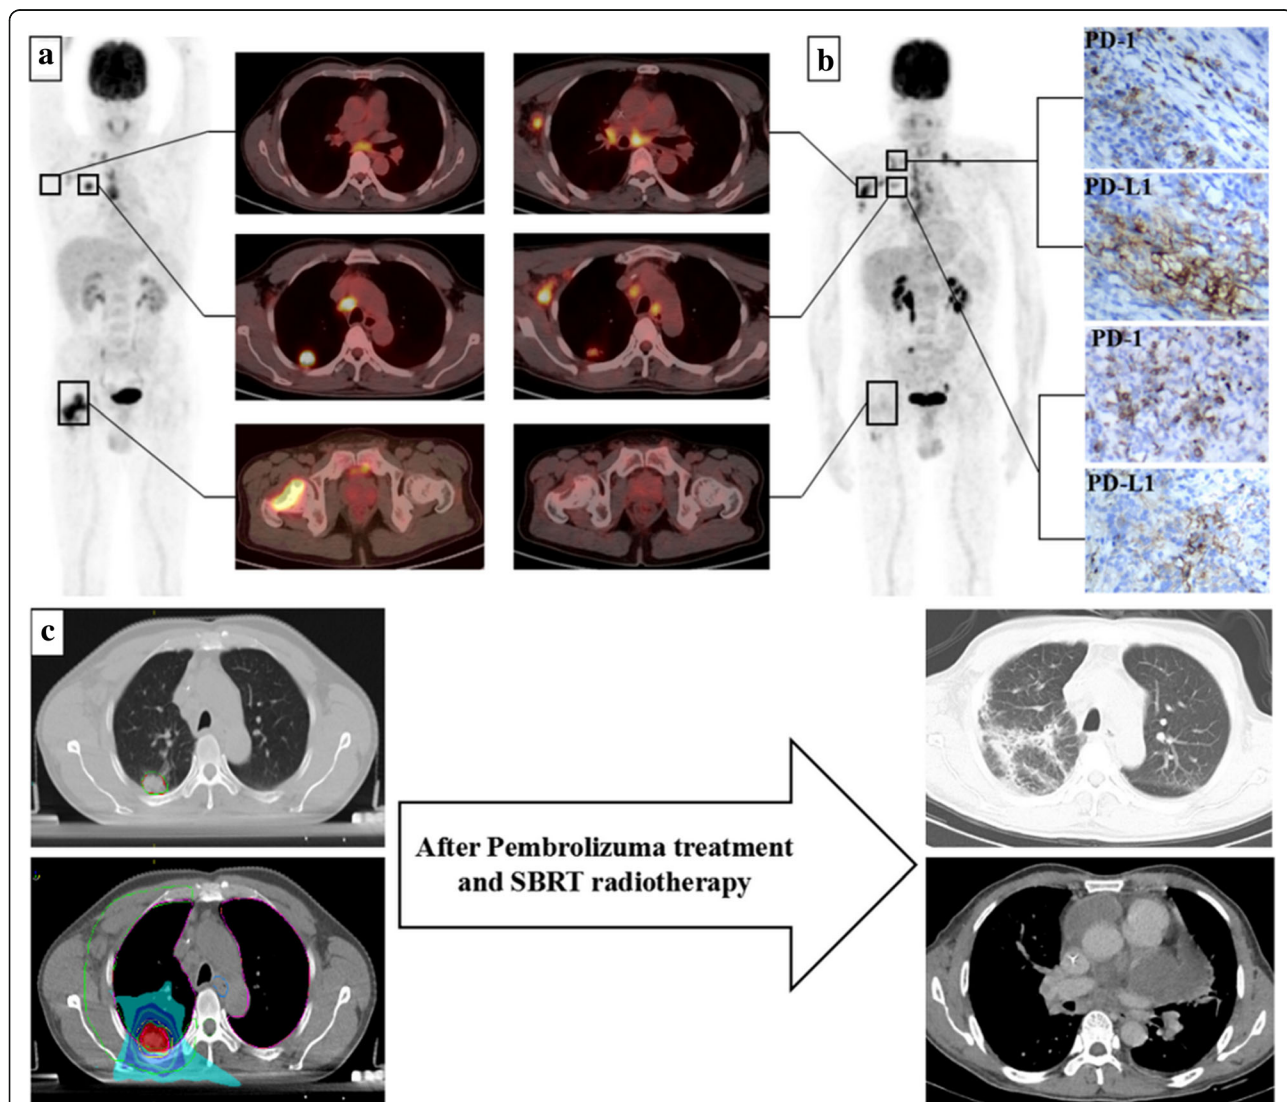 a
b
PD-1
PD-L1
PD-1
PD-L1
c
After Pembrolizuma treatment
and SBRT radiotherapy